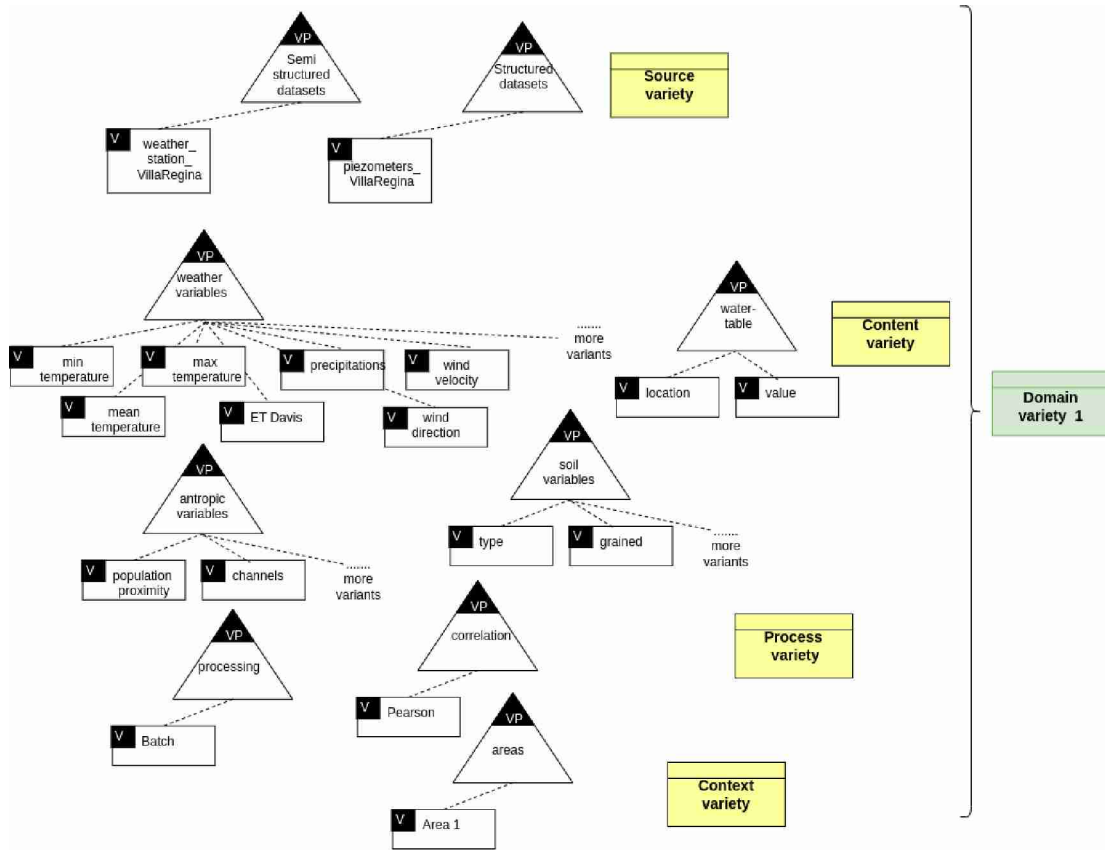 VP
Semi
structured
datasets
VP
Structured
datasets
Source
variety
V
weather_
station_
VillaRegina
V
piezometers_
VillaRegina
VP
weather
variables
VP
water-
table
Content
variety
.......
more
variants
V
min
temperature
V
max
temperature
V
precipitations
V
wind
velocity
V
mean
temperature
V
ET Davis
V
wind
direction
V
location
V
value
Domain
variety 1
VP
antropic
variables
VP
soil
variables
V
type
V
grained
.......
more
variants
V
population
proximity
V
channels
.......
more
variants
VP
processing
VP
correlation
Process
variety
V
Batch
V
Pearson
VP
areas
Context
variety
V
Area 1